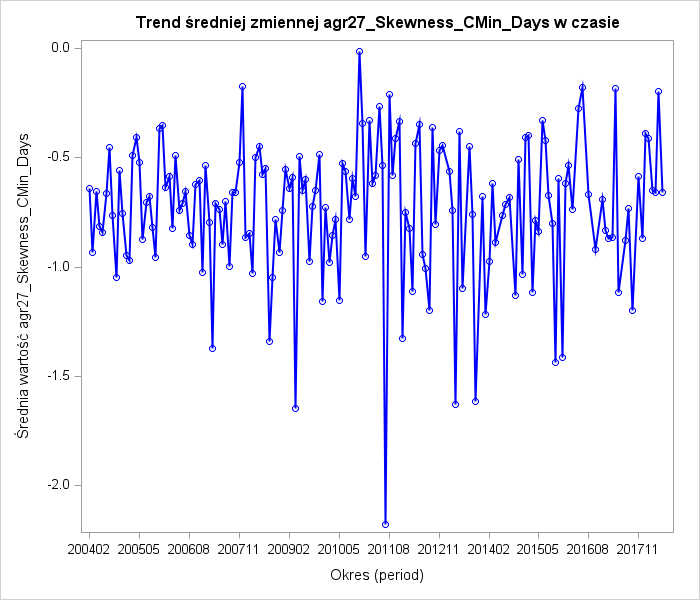 Trend średniej zmiennej agr27_Skewness_CMin_Days w czasie
Średnia wartość agr27_Skewness_CMin_Days
0.0
-0.5
-1.0
-1.5
-2.0
200402 200505 200608 200711 200902 201005 201108 201211 201402 201505 201608 201711
Okres (period)